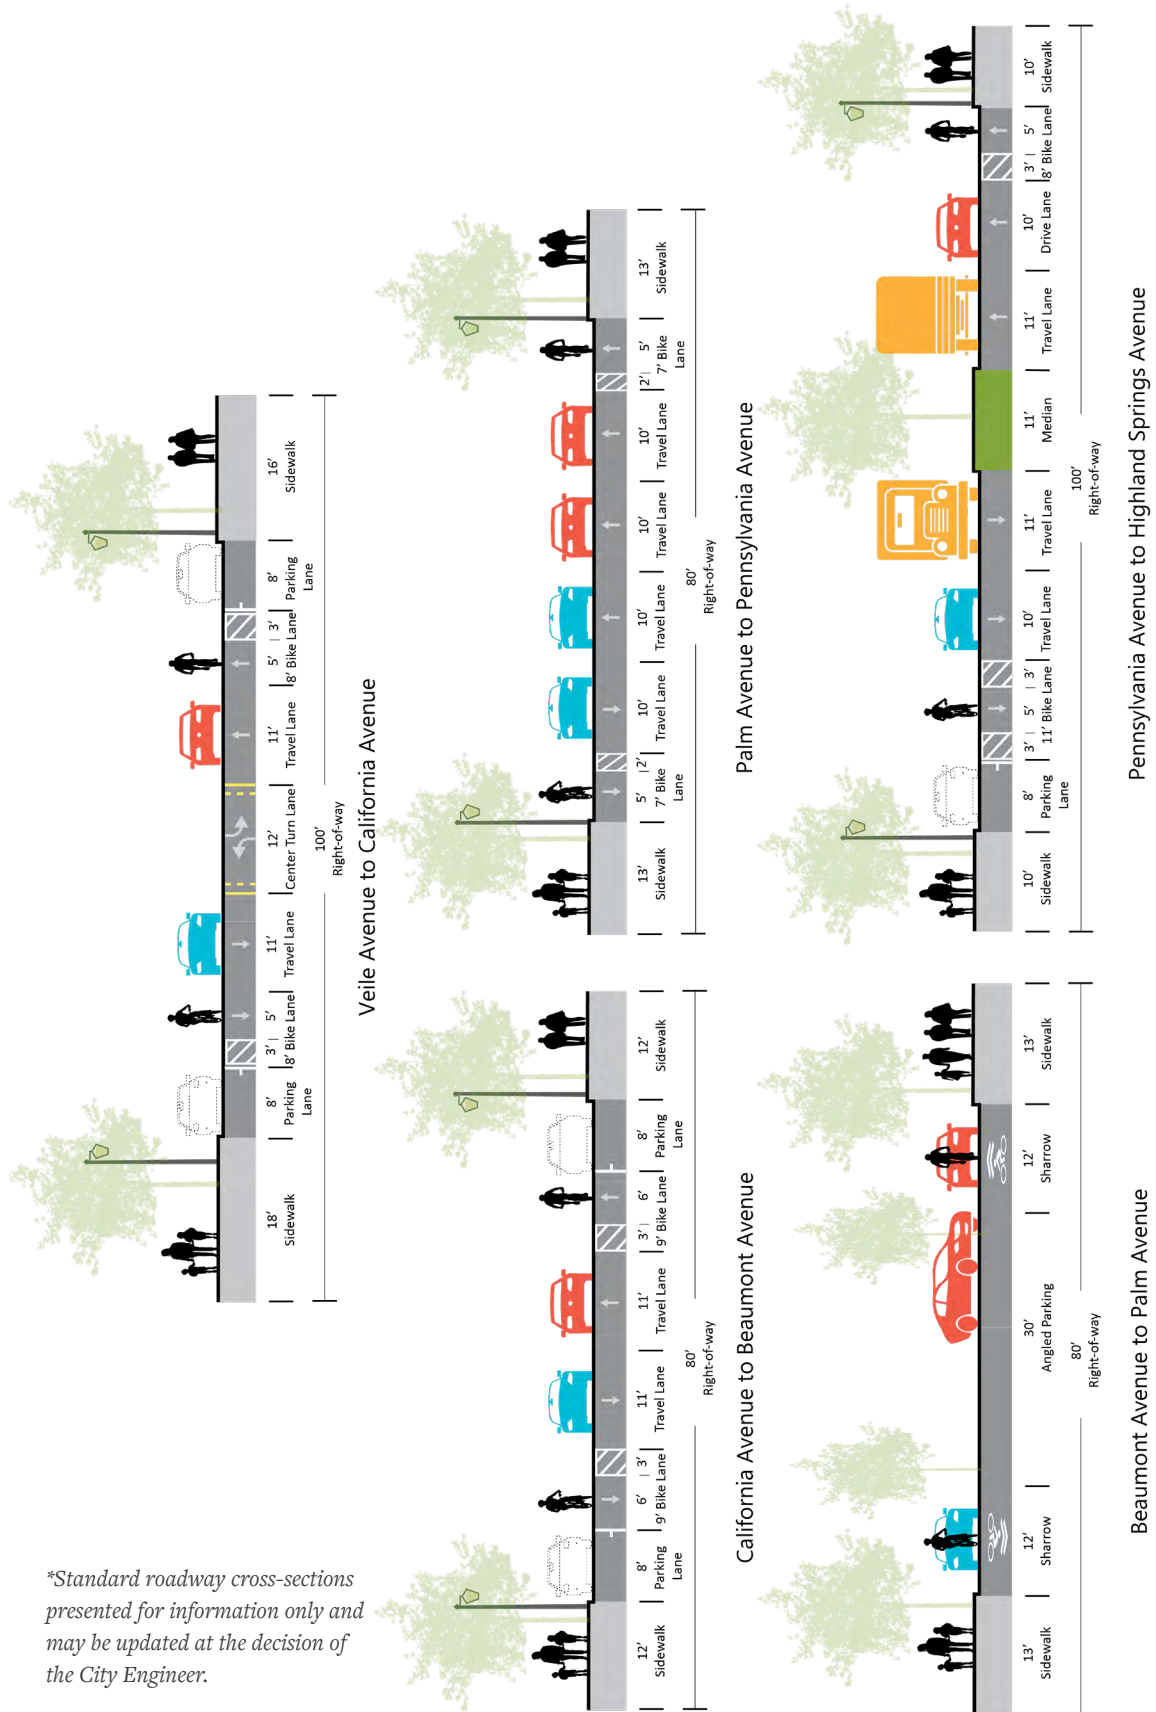 18'
Sidewalk
8'
Parking
Lane
3' | 5'
8' Bike Lane
11'
Travel Lane
12'
Center Turn Lane
11'
Travel Lane
5' | 3'
8' Bike Lane
8'
Parking
Lane
16'
Sidewalk
100'
Right-of-way
Veile Avenue to California Avenue
12'
Sidewalk
8'
Parking
Lane
6' | 3'
9' Bike Lane
11'
Travel Lane
11'
Travel Lane
3' | 6'
9' Bike Lane
8'
Parking
Lane
12'
Sidewalk
80'
Right-of-way
California Avenue to Beaumont Avenue
13'
Sidewalk
5' | 2'
7' Bike
Lane
10'
Travel Lane
10'
Travel Lane
10'
Travel Lane
10'
Travel Lane
2' | 5'
7' Bike
Lane
13'
Sidewalk
80'
Right-of-way
Palm Avenue to Pennsylvania Avenue
13'
Sidewalk
12'
Sharrow
30'
Angled Parking
12'
Sharrow
13'
Sidewalk
80'
Right-of-way
Beaumont Avenue to Palm Avenue
10'
Sidewalk
8'
Parking
Lane
3' | 5' | 3'
11' Bike Lane
10'
Travel Lane
11'
Travel Lane
11'
Median
11'
Travel Lane
10'
Drive Lane
3' | 5'
8' Bike Lane
10'
Sidewalk
100'
Right-of-way
Pennsylvania Avenue to Highland Springs Avenue
*Standard roadway cross-sections
presented for information only and
may be updated at the decision of
the City Engineer.